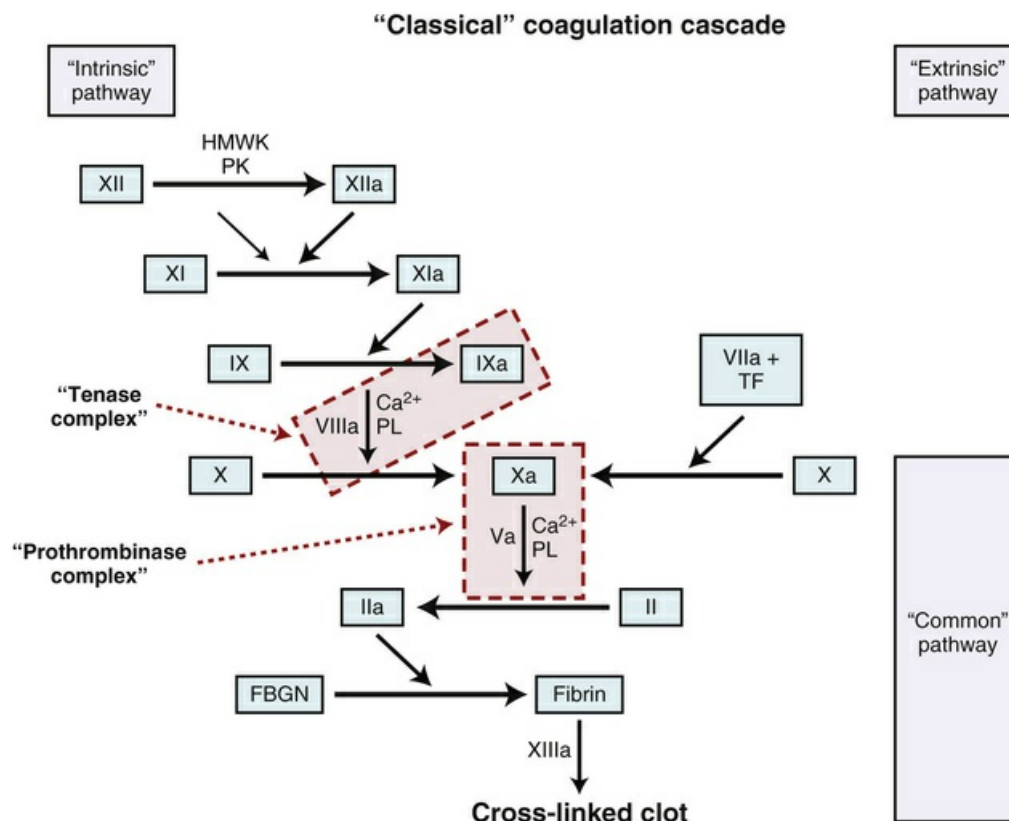 “Classical” coagulation cascade
“Intrinsic”
pathway
“Extrinsic”
pathway
HMWK
PK
XII
XIIa
XI
XIa
IX
IXa
VIIa +
TF
“Tenase
complex”
VIIIa
Ca²⁺
PL
X
Xa
X
“Prothrombinase
complex”
Va
Ca²⁺
PL
IIa
II
“Common”
pathway
FBGN
Fibrin
XIIIa
Cross-linked clot